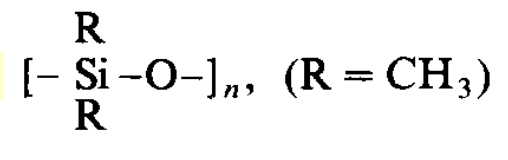 R
[– Si –O–]ₙ, (R = CH₃)
R